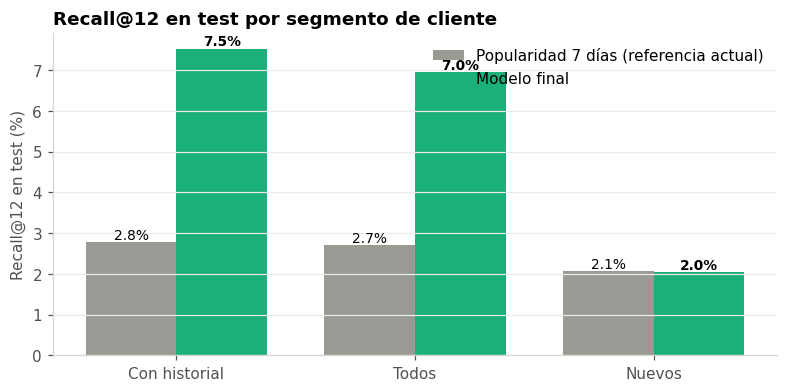 Recall@12 en test por segmento de cliente
Recall@12 en test (%)
7
6
5
4
3
2
1
0
7.5%
7.0%
2.8%
2.7%
2.1%
2.0%
Popularidad 7 días (referencia actual)
Modelo final
Con historial
Todos
Nuevos